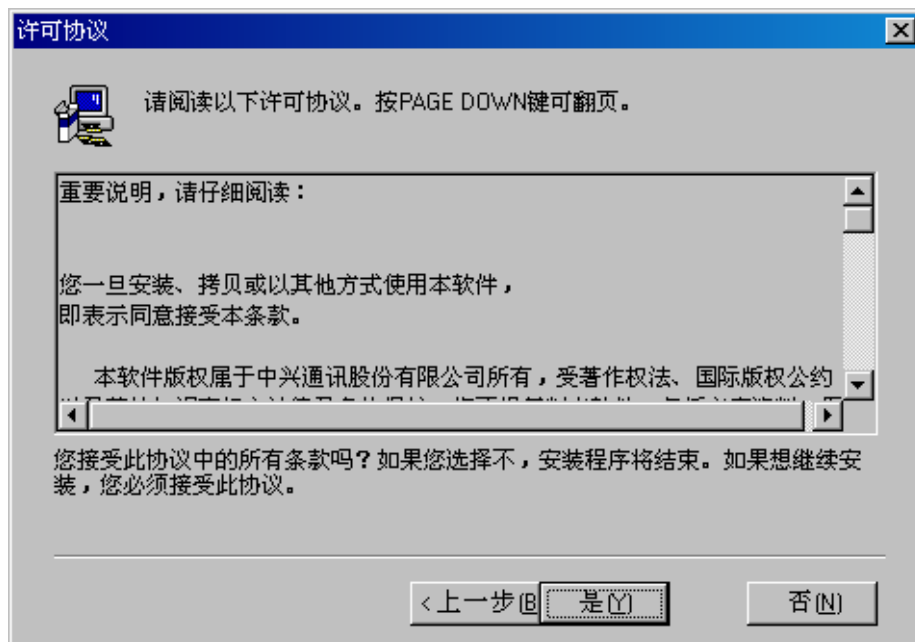 许可协议
请阅读以下许可协议。按PAGE DOWN键可翻页。
重要说明，请仔细阅读：
您一旦安装、拷贝或以其他方式使用本软件，
即表示同意接受本条款。
本软件版权属于中兴通讯股份有限公司所有，受著作权法、国际版权公约
您接受此协议中的所有条款吗？如果您选择不，安装程序将结束。如果想继续安
装，您必须接受此协议。
<上一步(B
是(Y)
否(N)